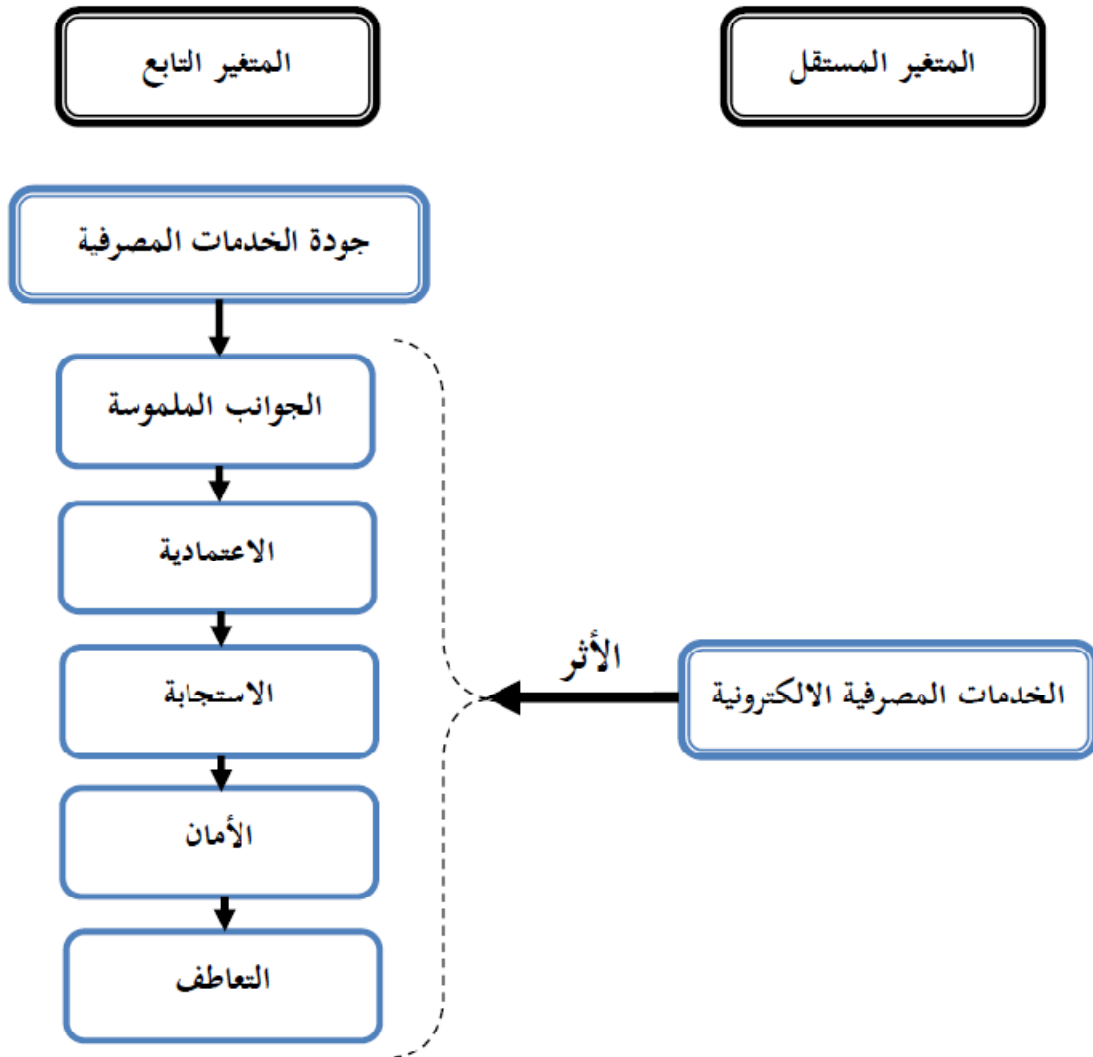 المتغير المستقل
المتغير التابع
جودة الخدمات المصرفية
الجوانب الملموسة
الاعتمادية
الأثر
الاستجابة
الخدمات المصرفية الالكترونية
الأمان
التعاطف